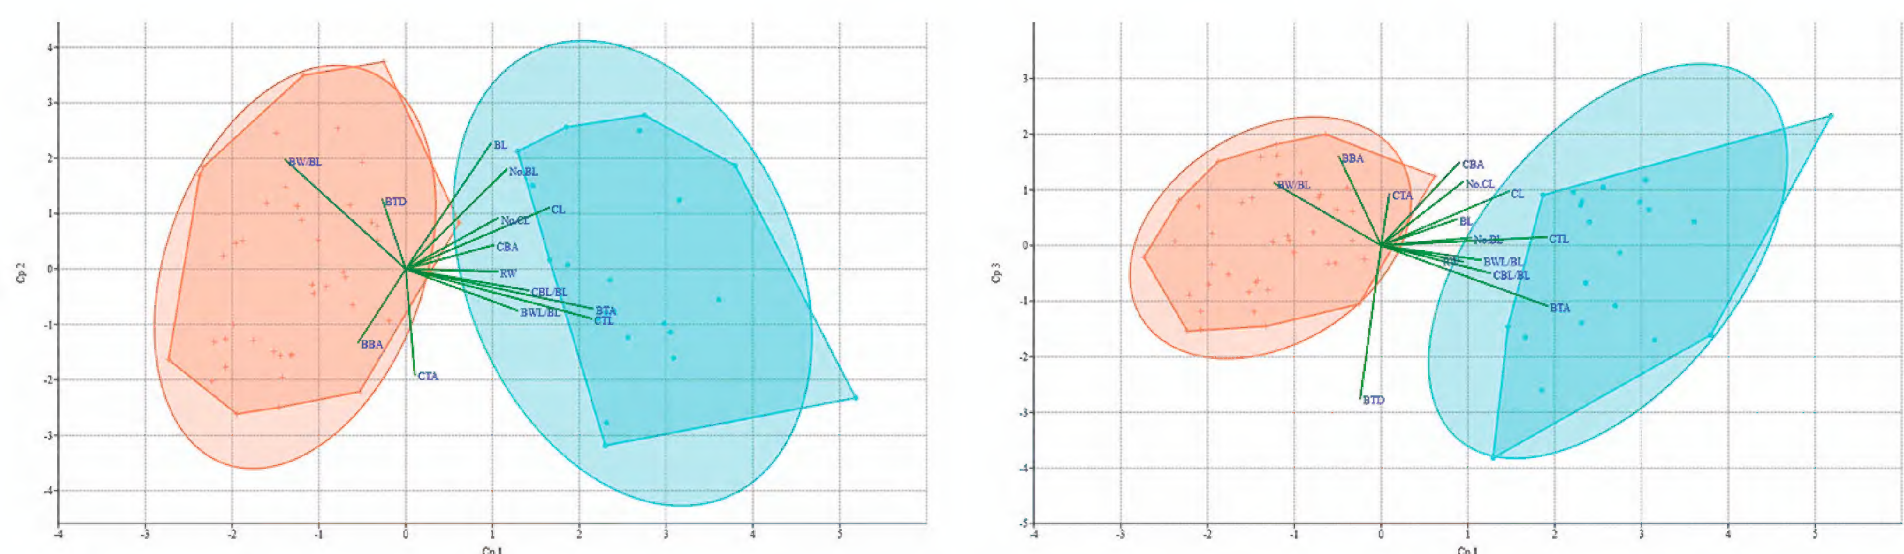 4
3
2
1
0
-1
-2
-3
-4
Cp 2
-4
-3
-2
-1
0
1
2
3
4
5
Cp 1
BW/BL
BTD
BL
No.BL
CL
No.CL
CBA
RW
CBL/BL
BTA
BWL/BL
CTL
BBA
CTA
3
2
1
0
-1
-2
-3
-4
-5
Cp 3
-4
-3
-2
-1
0
1
2
3
4
5
Cp 1
BBA
CBA
BW/BL
No.CL
CTA
CL
BL
No.BL
CTL
RW
BWL/BL
CBL/BL
BTA
BTD